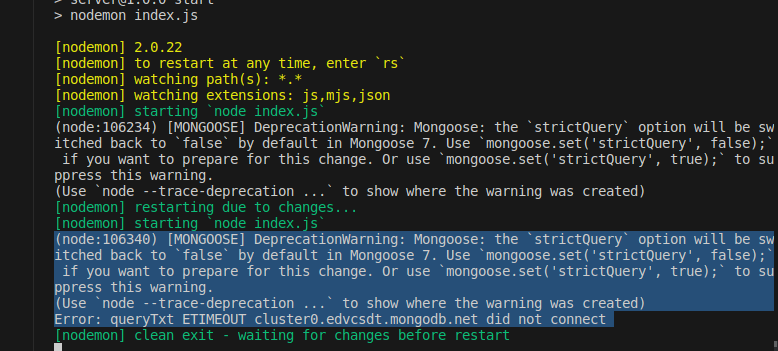 > server@1.0.0 start
> nodemon index.js
[nodemon] 2.0.22
[nodemon] to restart at any time, enter `rs`
[nodemon] watching path(s): *.*
[nodemon] watching extensions: js,mjs,json
[nodemon] starting `node index.js`
(node:106234) [MONGOOSE] DeprecationWarning: Mongoose: the `strictQuery` option will be sw
itched back to `false` by default in Mongoose 7. Use `mongoose.set('strictQuery', false);`
 if you want to prepare for this change. Or use `mongoose.set('strictQuery', true);` to su
ppress this warning.
(Use `node --trace-deprecation ...` to show where the warning was created)
[nodemon] restarting due to changes...
[nodemon] starting `node index.js`
(node:106340) [MONGOOSE] DeprecationWarning: Mongoose: the `strictQuery` option will be sw
itched back to `false` by default in Mongoose 7. Use `mongoose.set('strictQuery', false);`
 if you want to prepare for this change. Or use `mongoose.set('strictQuery', true);` to su
ppress this warning.
(Use `node --trace-deprecation ...` to show where the warning was created)
Error: queryTxt ETIMEOUT cluster0.edvcsdt.mongodb.net did not connect
[nodemon] clean exit - waiting for changes before restart